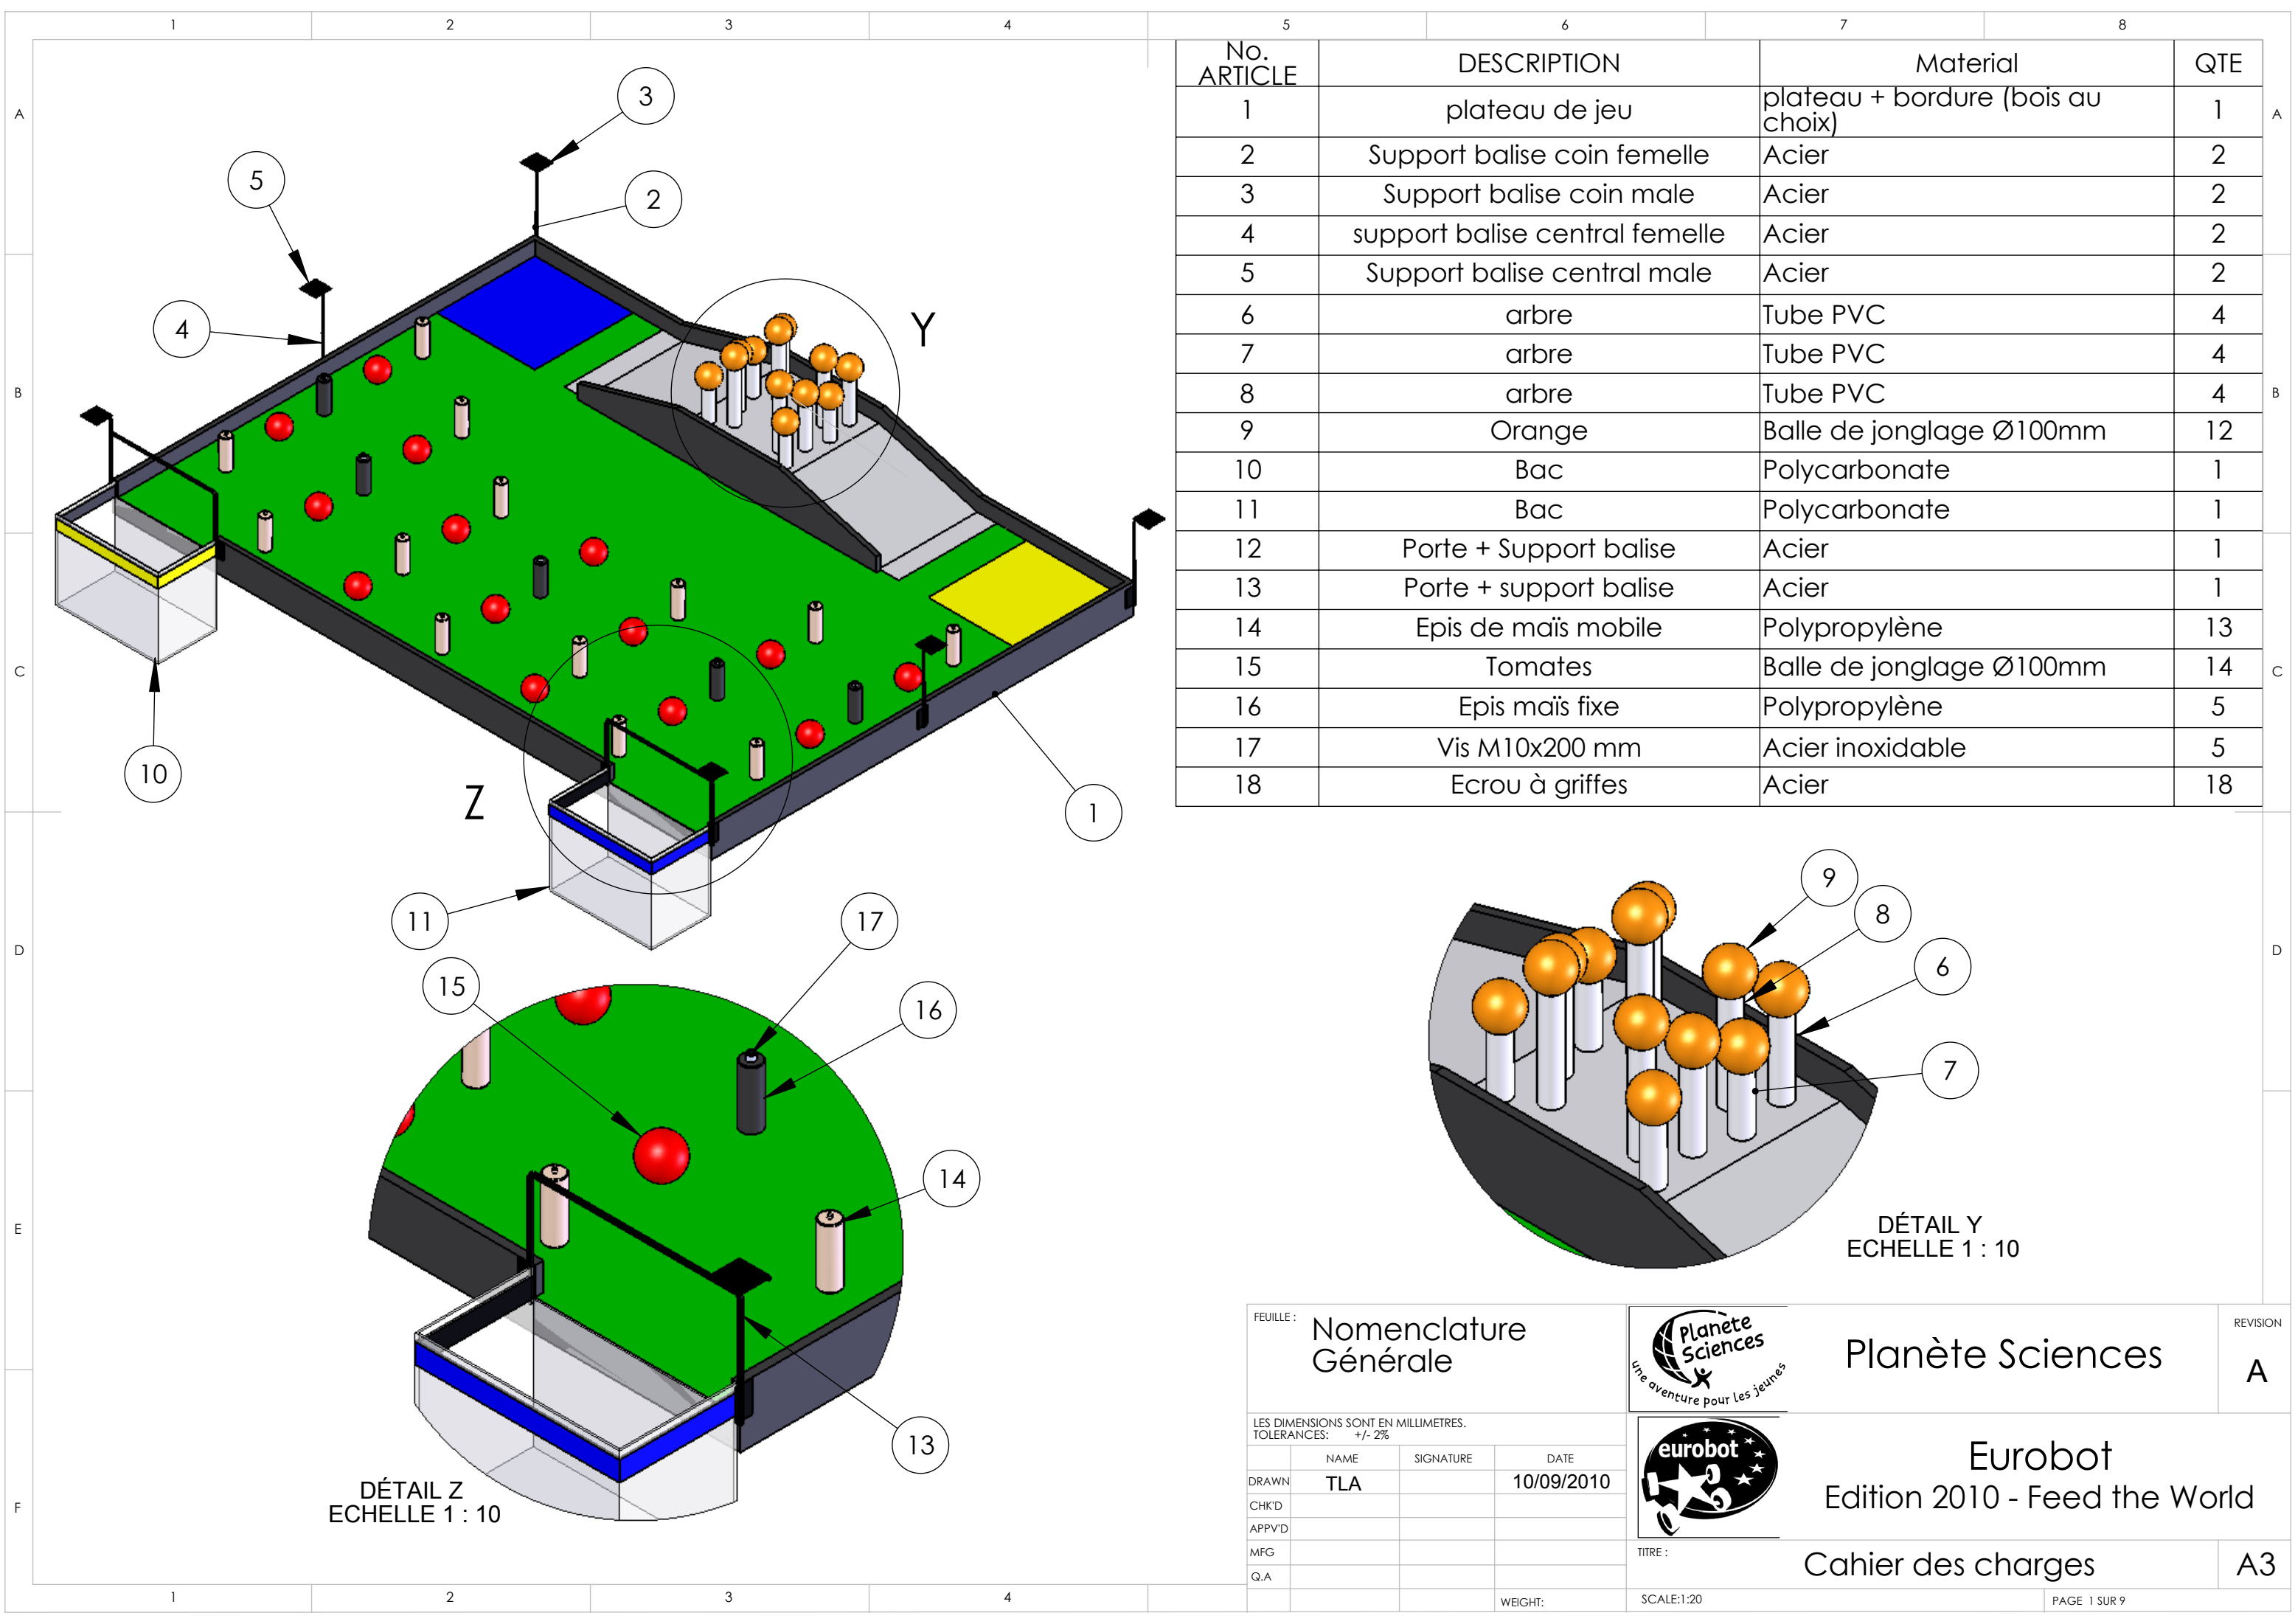 1 2 3 4 5 6 7 8
A
B
C
D
E
F
A
B
C
D
No. ARTICLE DESCRIPTION Material QTE
1 plateau de jeu plateau + bordure (bois au choix) 1
2 Support balise coin femelle Acier 2
3 Support balise coin male Acier 2
4 support balise central femelle Acier 2
5 Support balise central male Acier 2
6 arbre Tube PVC 4
7 arbre Tube PVC 4
8 arbre Tube PVC 4
9 Orange Balle de jonglage Ø100mm 12
10 Bac Polycarbonate 1
11 Bac Polycarbonate 1
12 Porte + Support balise Acier 1
13 Porte + support balise Acier 1
14 Epis de maïs mobile Polypropylène 13
15 Tomates Balle de jonglage Ø100mm 14
16 Epis maïs fixe Polypropylène 5
17 Vis M10x200 mm Acier inoxidable 5
18 Ecrou à griffes Acier 18
3
5
2
4
Y
10
Z
1
11
17
15
16
14
13
DÉTAIL Z
ECHELLE 1 : 10
9
8
6
7
DÉTAIL Y
ECHELLE 1 : 10
FEUILLE :
Nomenclature
Générale
Planète
Sciences
une aventure pour les jeunes
Planète Sciences
REVISION
A
LES DIMENSIONS SONT EN MILLIMETRES.
TOLERANCES: +/- 2%
NAME SIGNATURE DATE
DRAWN TLA 10/09/2010
CHK'D
APPV'D
MFG
Q.A
WEIGHT:
eurobot
Eurobot
Edition 2010 - Feed the World
TITRE :
Cahier des charges
A3
SCALE:1:20
PAGE 1 SUR 9
1 2 3 4